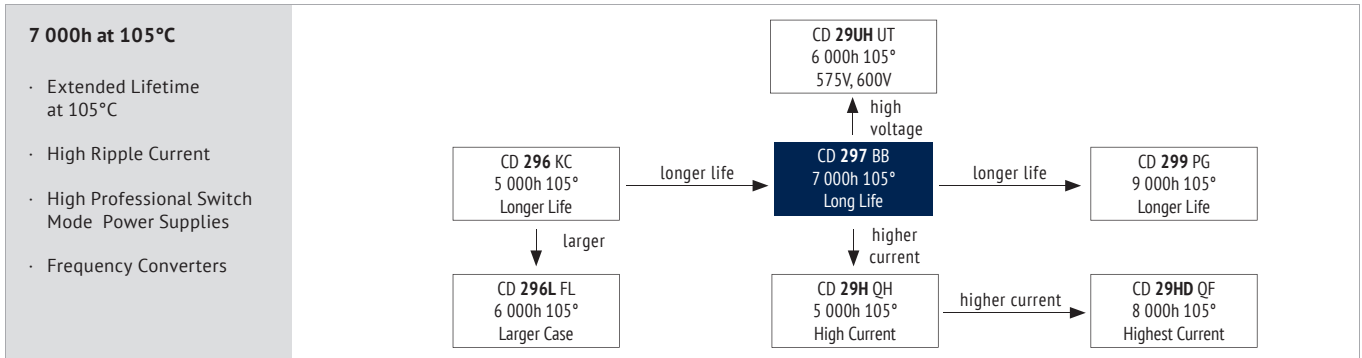 7 000h at 105°C
· Extended Lifetime
at 105°C
· High Ripple Current
· High Professional Switch
Mode Power Supplies
· Frequency Converters
CD 29UH UT
6 000h 105°
575V, 600V
high
voltage
CD 296 KC
5 000h 105°
Longer Life
longer life
CD 297 BB
7 000h 105°
Long Life
longer life
CD 299 PG
9 000h 105°
Longer Life
larger
higher
current
CD 296L FL
6 000h 105°
Larger Case
CD 29H QH
5 000h 105°
High Current
higher current
CD 29HD QF
8 000h 105°
Highest Current